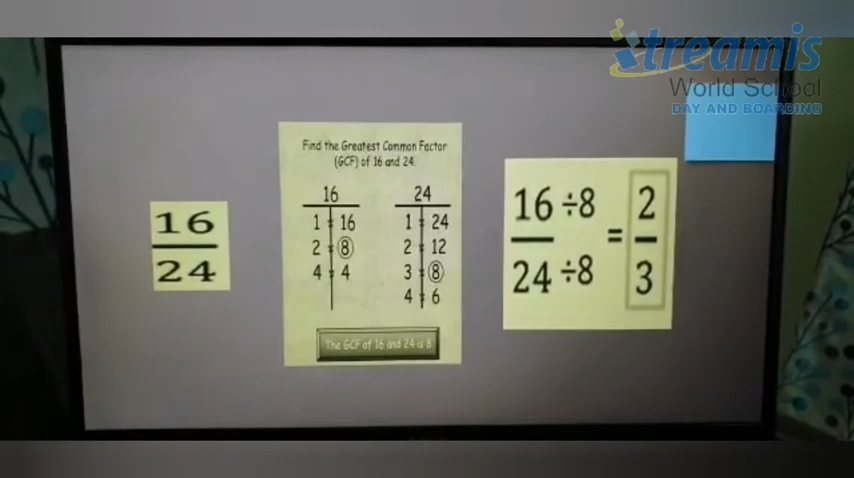 treamis
World School
DAY AND BOARDING
16
24
Find the Greatest Common Factor
(GCF) of 16 and 24.
16
1 × 16
2 × 8
4 × 4
24
1 × 24
2 × 12
3 × 8
4 × 6
The GCF of 16 and 24 is 8
16 ÷8
24 ÷8
=
2
3